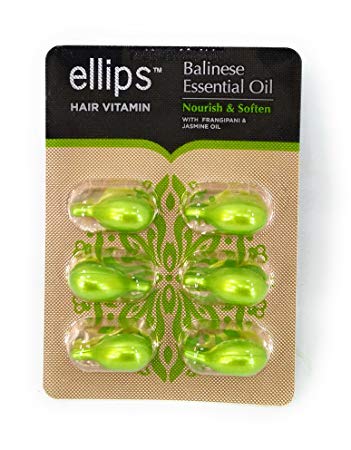 ellips™
HAIR VITAMIN
Balinese
Essential Oil
Nourish & Soften
WITH FRANGIPANI &
JASMINE OIL